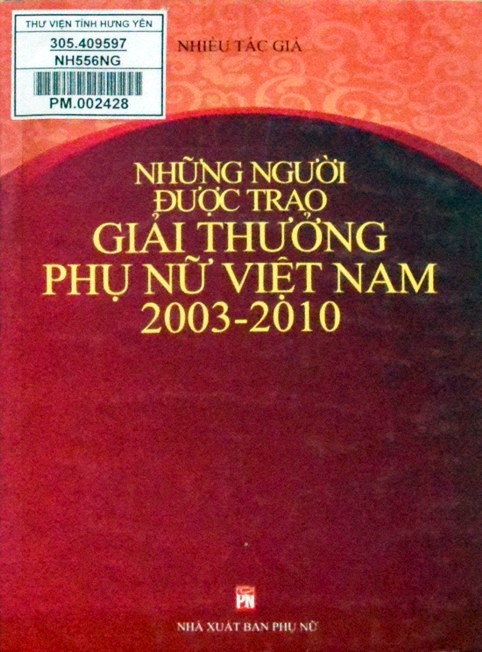 THƯ VIỆN TỈNH HƯNG YÊN
305.409597
NH556NG
PM.002428
NHIỀU TÁC GIẢ
NHỮNG NGƯỜI
ĐƯỢC TRAO
GIẢI THƯỞNG
PHỤ NỮ VIỆT NAM
2003-2010
PN
NHÀ XUẤT BẢN PHỤ NỮ